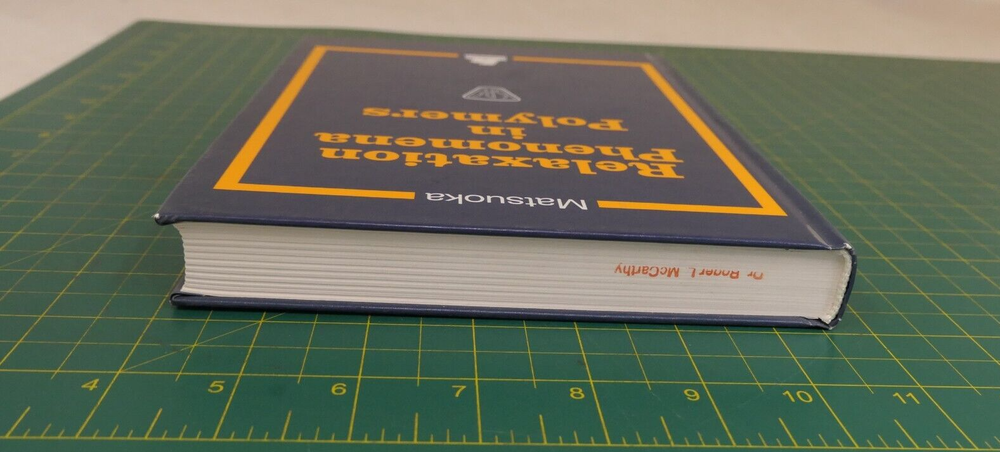 Matsuoka
Relaxation
Phenomena
in
Polymers
Dr Roger L McCarthy
4 5 6 7 8 9 10 11